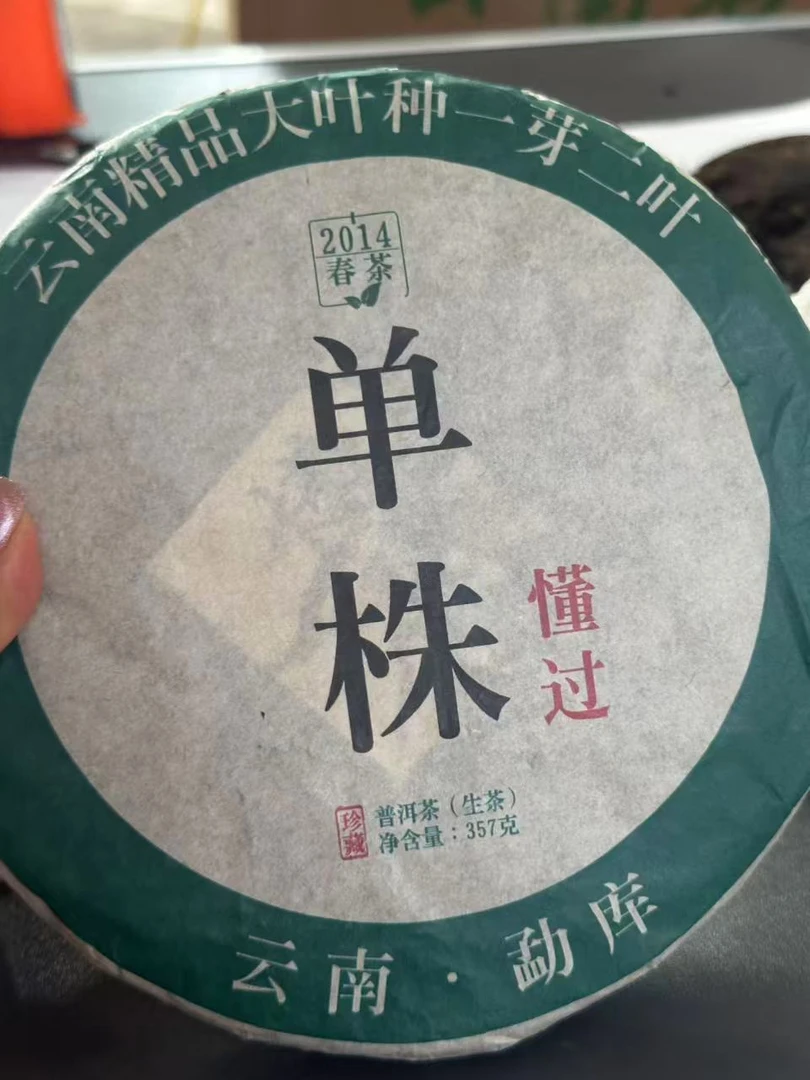 云南精品大叶种一芽二叶
2014
春茶
单株
懂过
珍藏
普洱茶（生茶）
净含量：357克
云南·勐库